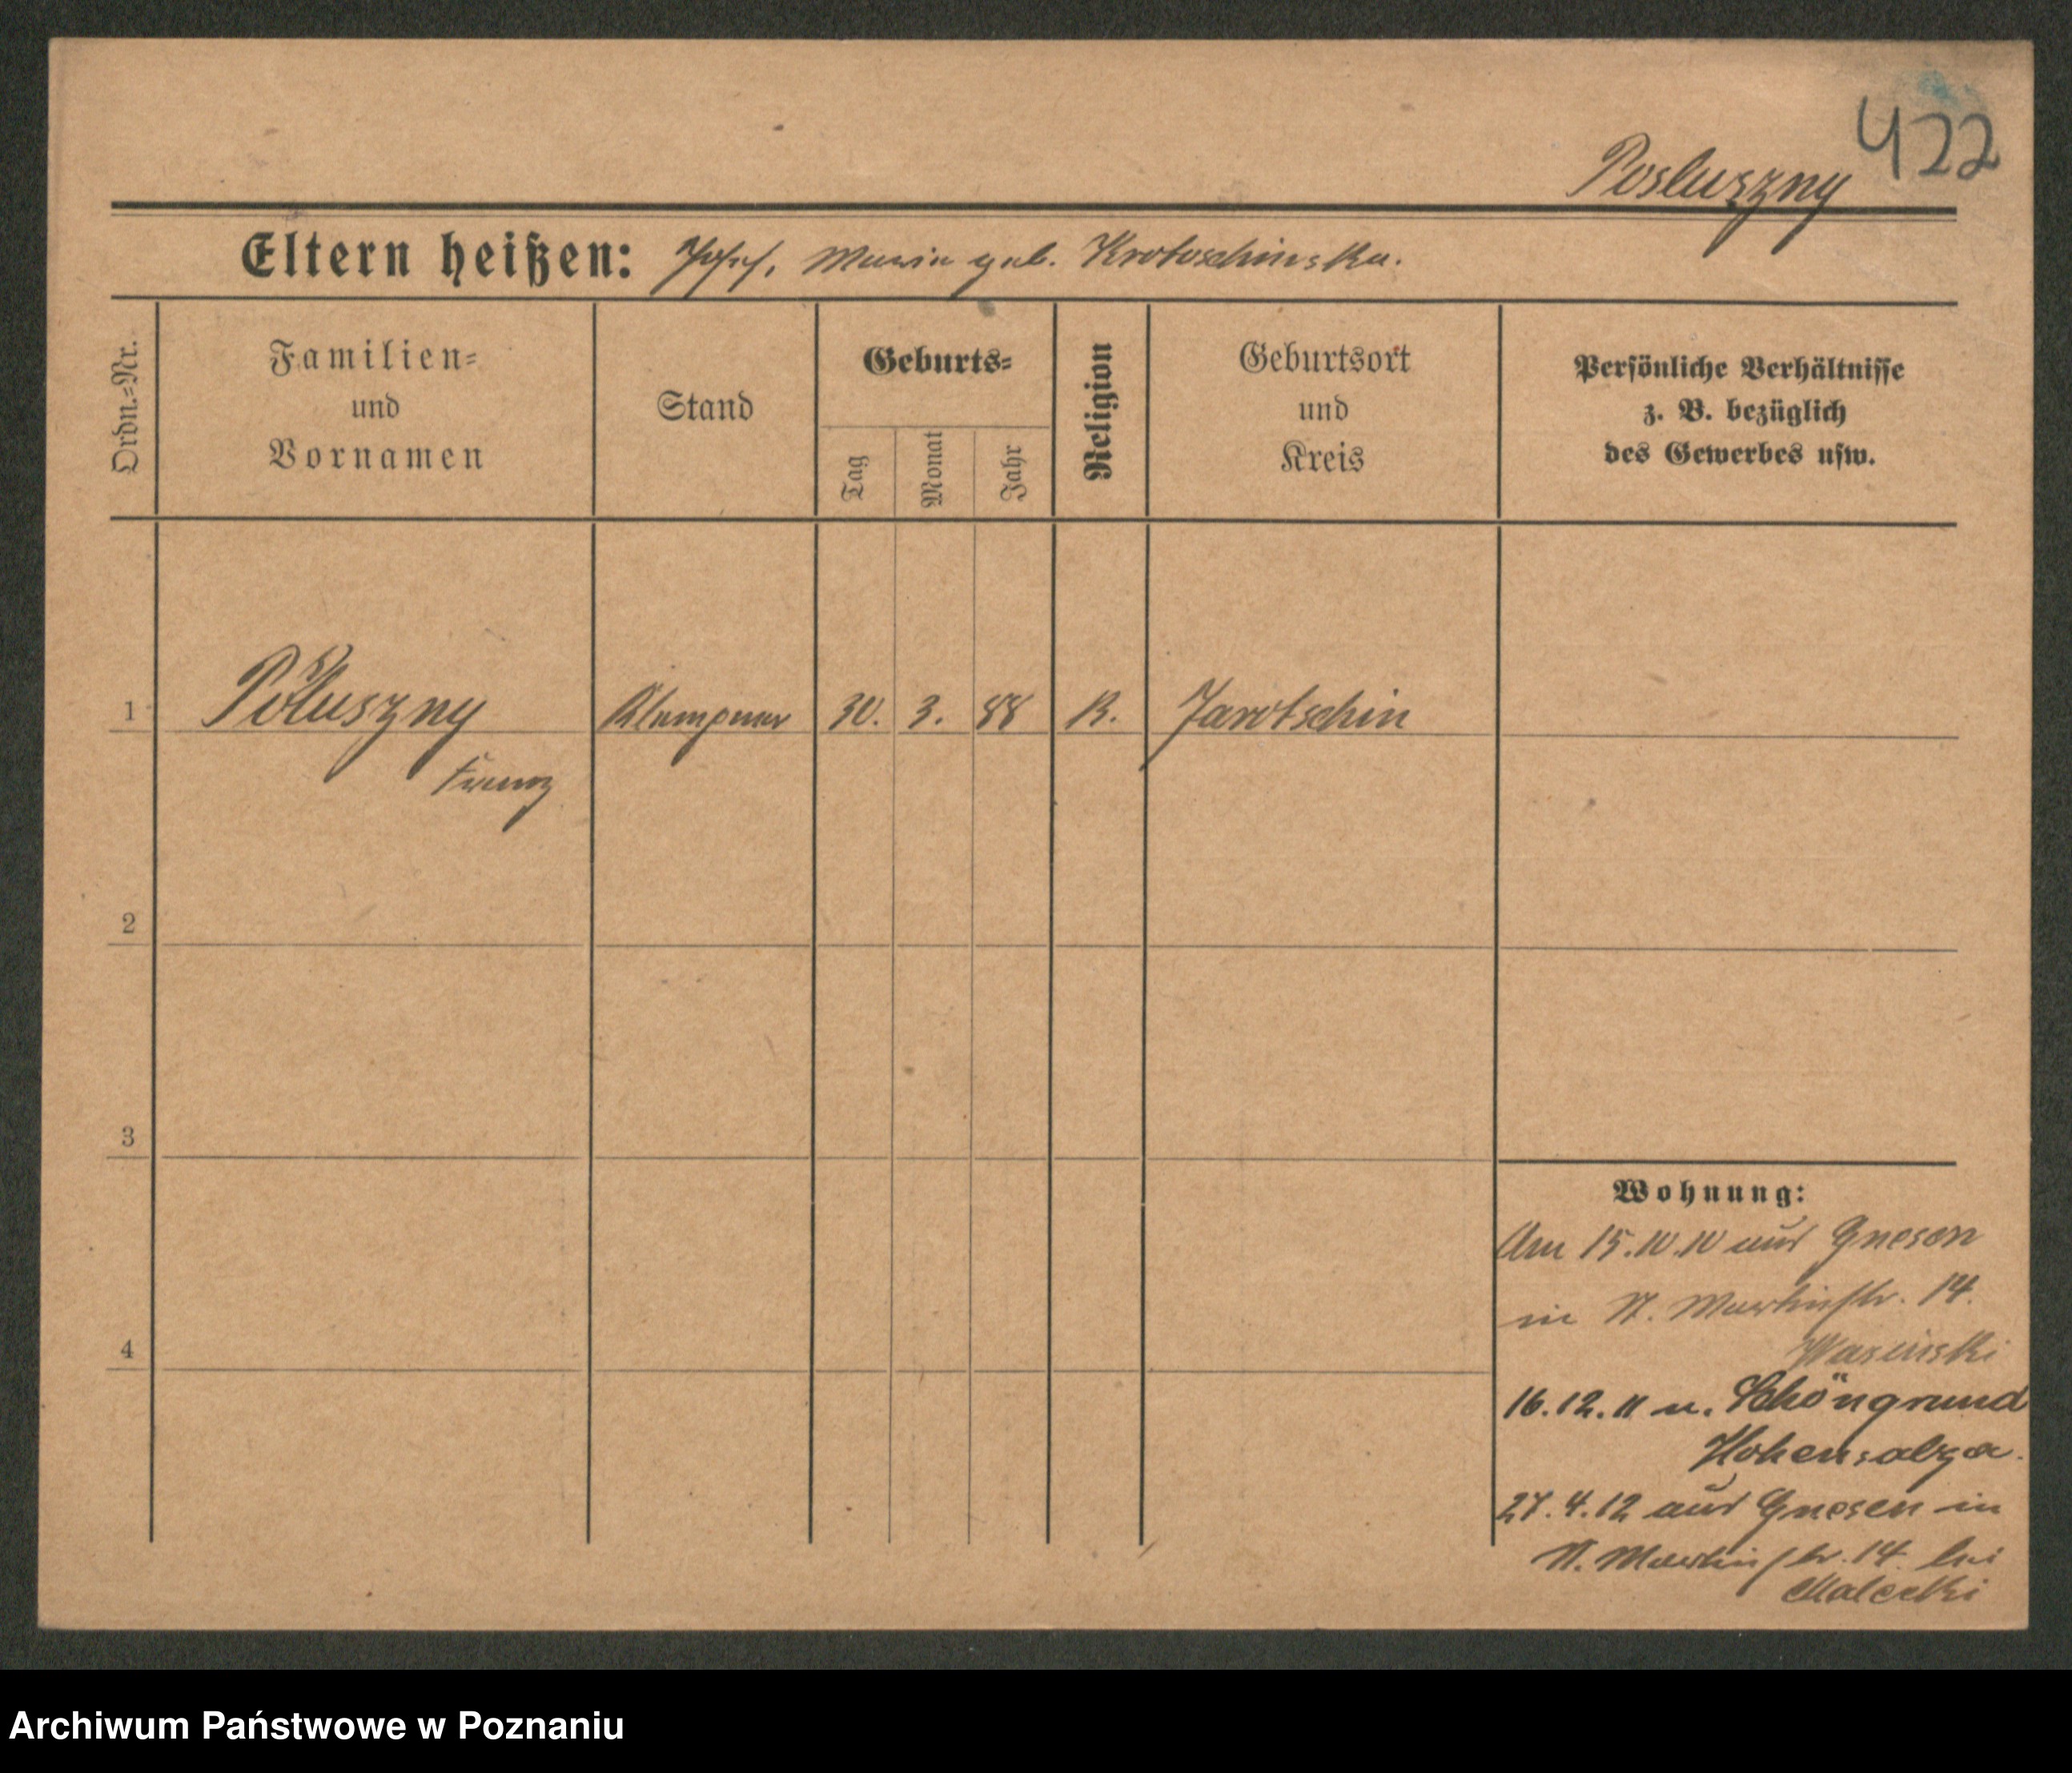 422
Posluszny
Eltern heißen: Josef, Maria geb. Krotoschinska.
Ordn.=Nr.
Familien=
und
Vornamen
Stand
Geburts=
Tag
Monat
Jahr
Religion
Geburtsort
und
Kreis
Persönliche Verhältnisse
z. B. bezüglich
des Gewerbes usw.
1 Posluszny Klempner 30. 3. 88 K. Jarotschin
Franz
2
3
4
Wohnung:
Am 15.10.10 aus Gnesen
in St. Martinstr. 14.
16.12.11 n. Schöngrund
Hohensalza.
27.4.12 aus Gnesen in
St. Martinstr. 14 bei
Malecki
Archiwum Państwowe w Poznaniu